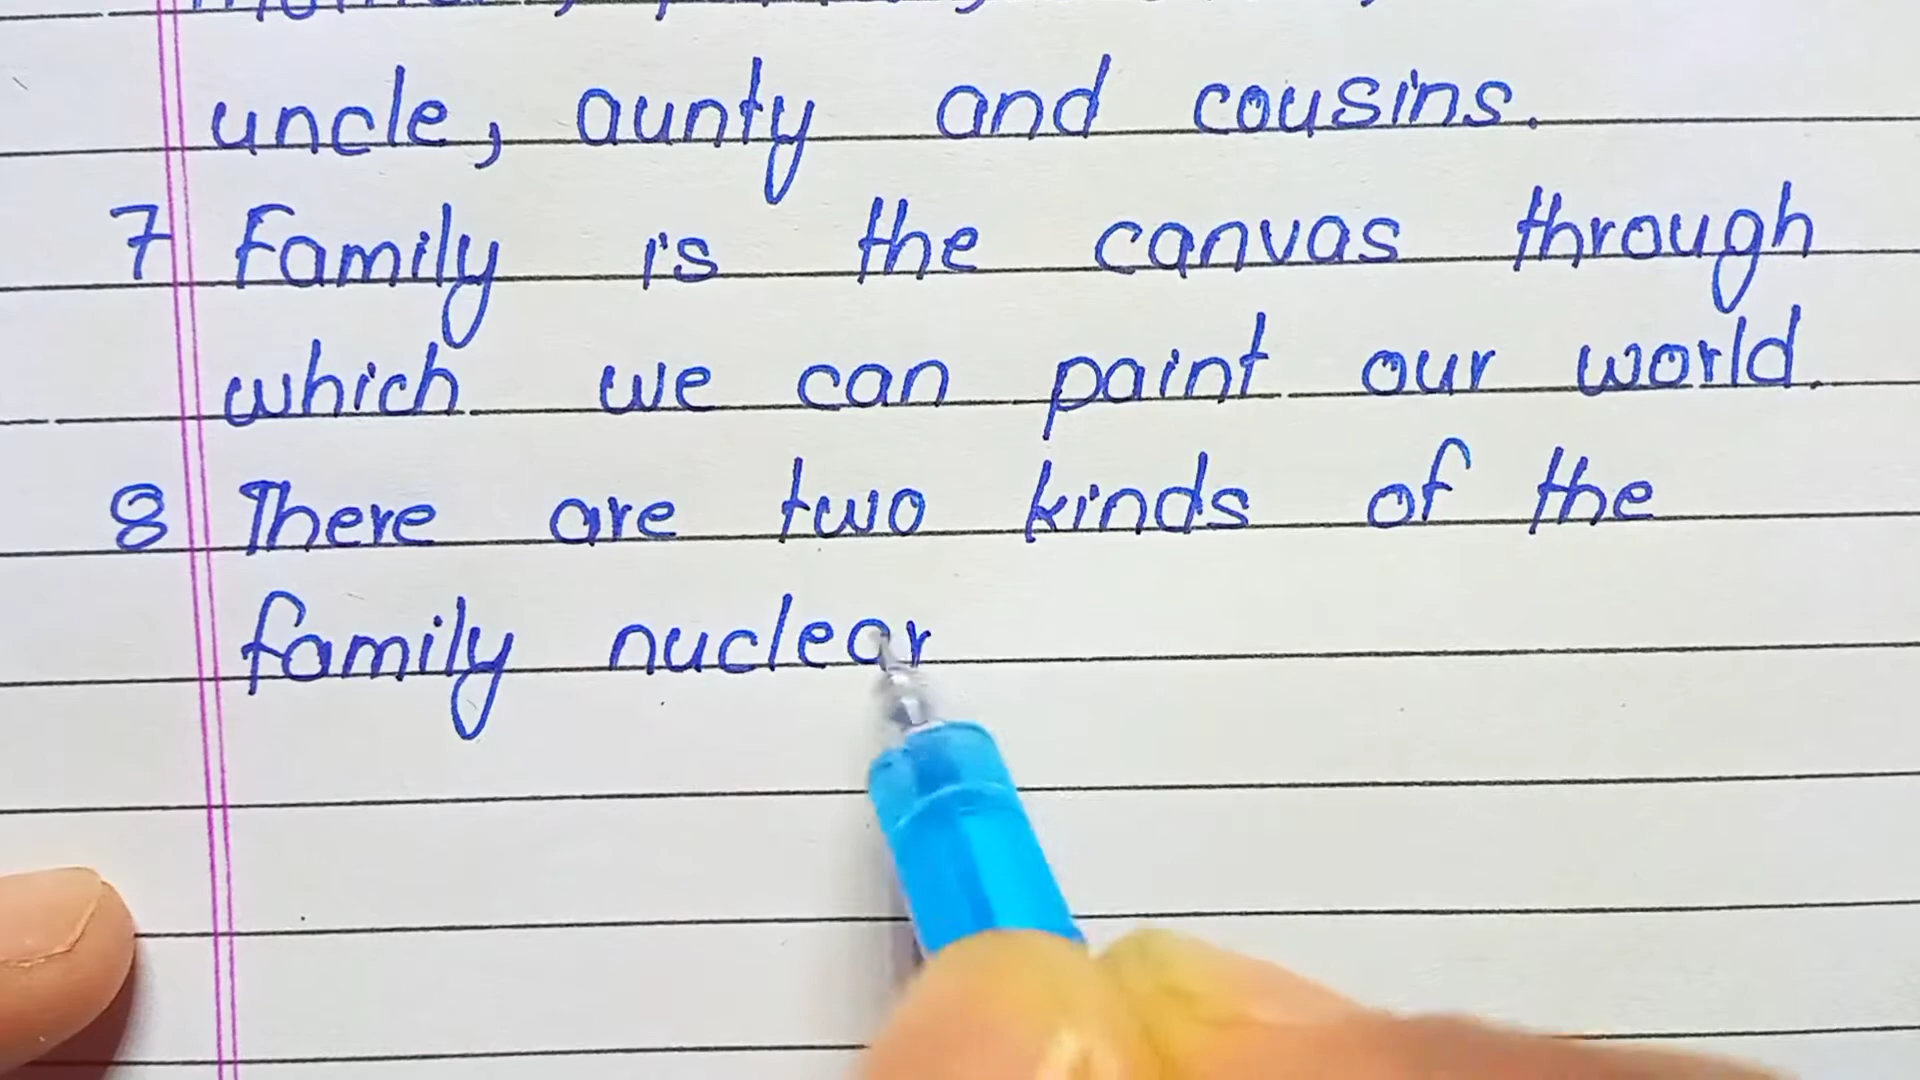 uncle, aunty and cousins.
7 Family is the canvas through
which we can paint our world.
8 There are two kinds of the
family nuclear